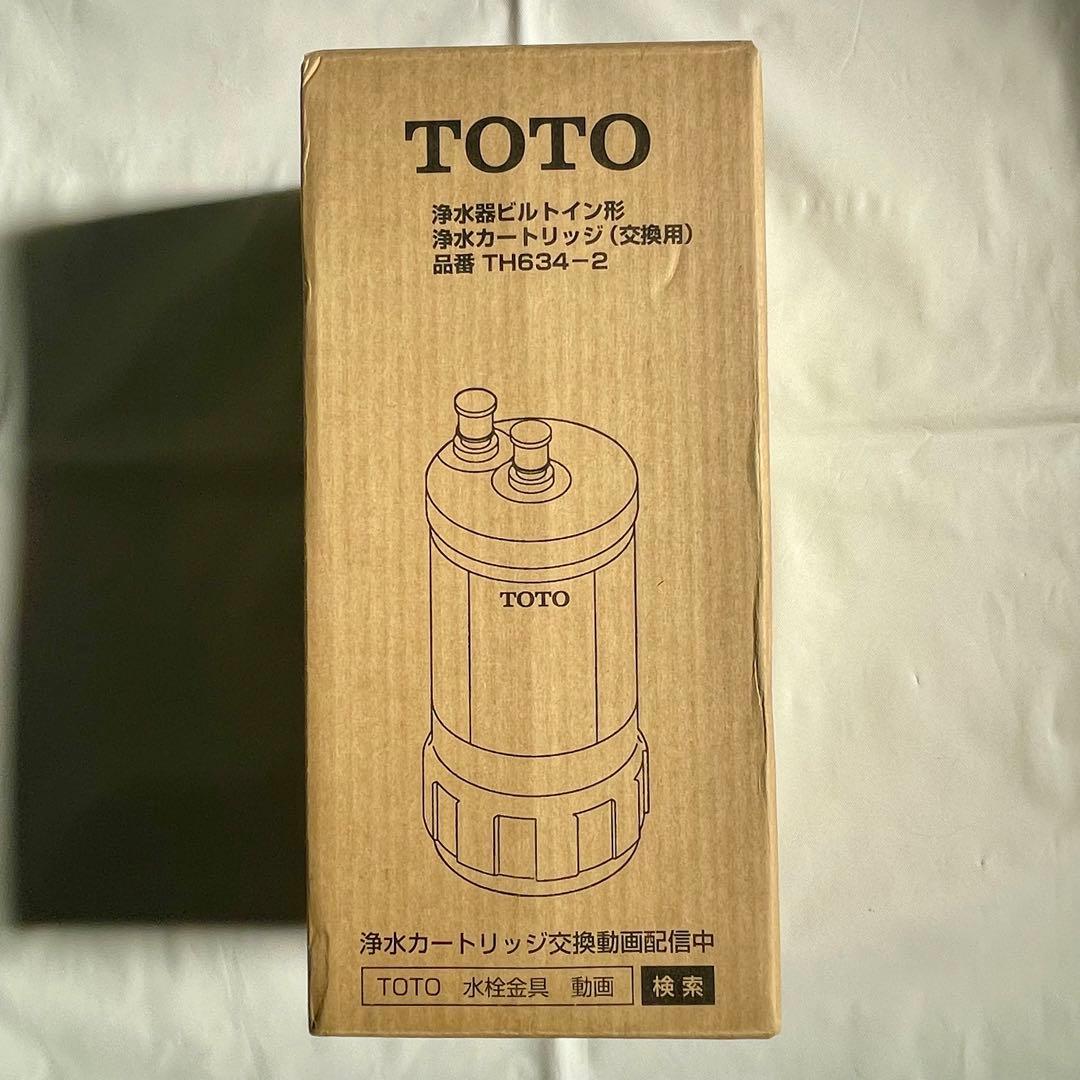 TOTO
浄水器ビルトイン形
浄水カートリッジ(交換用)
品番 TH634-2
TOTO
浄水カートリッジ交換動画配信中
TOTO 水栓金具 動画 検索